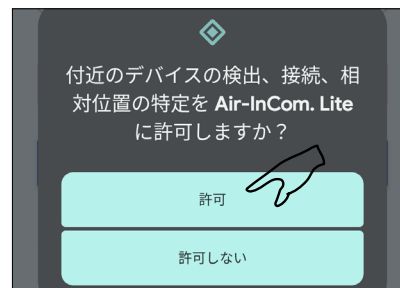 付近のデバイスの検出、接続、相
対位置の特定を Air-InCom. Lite
に許可しますか？
許可
許可しない